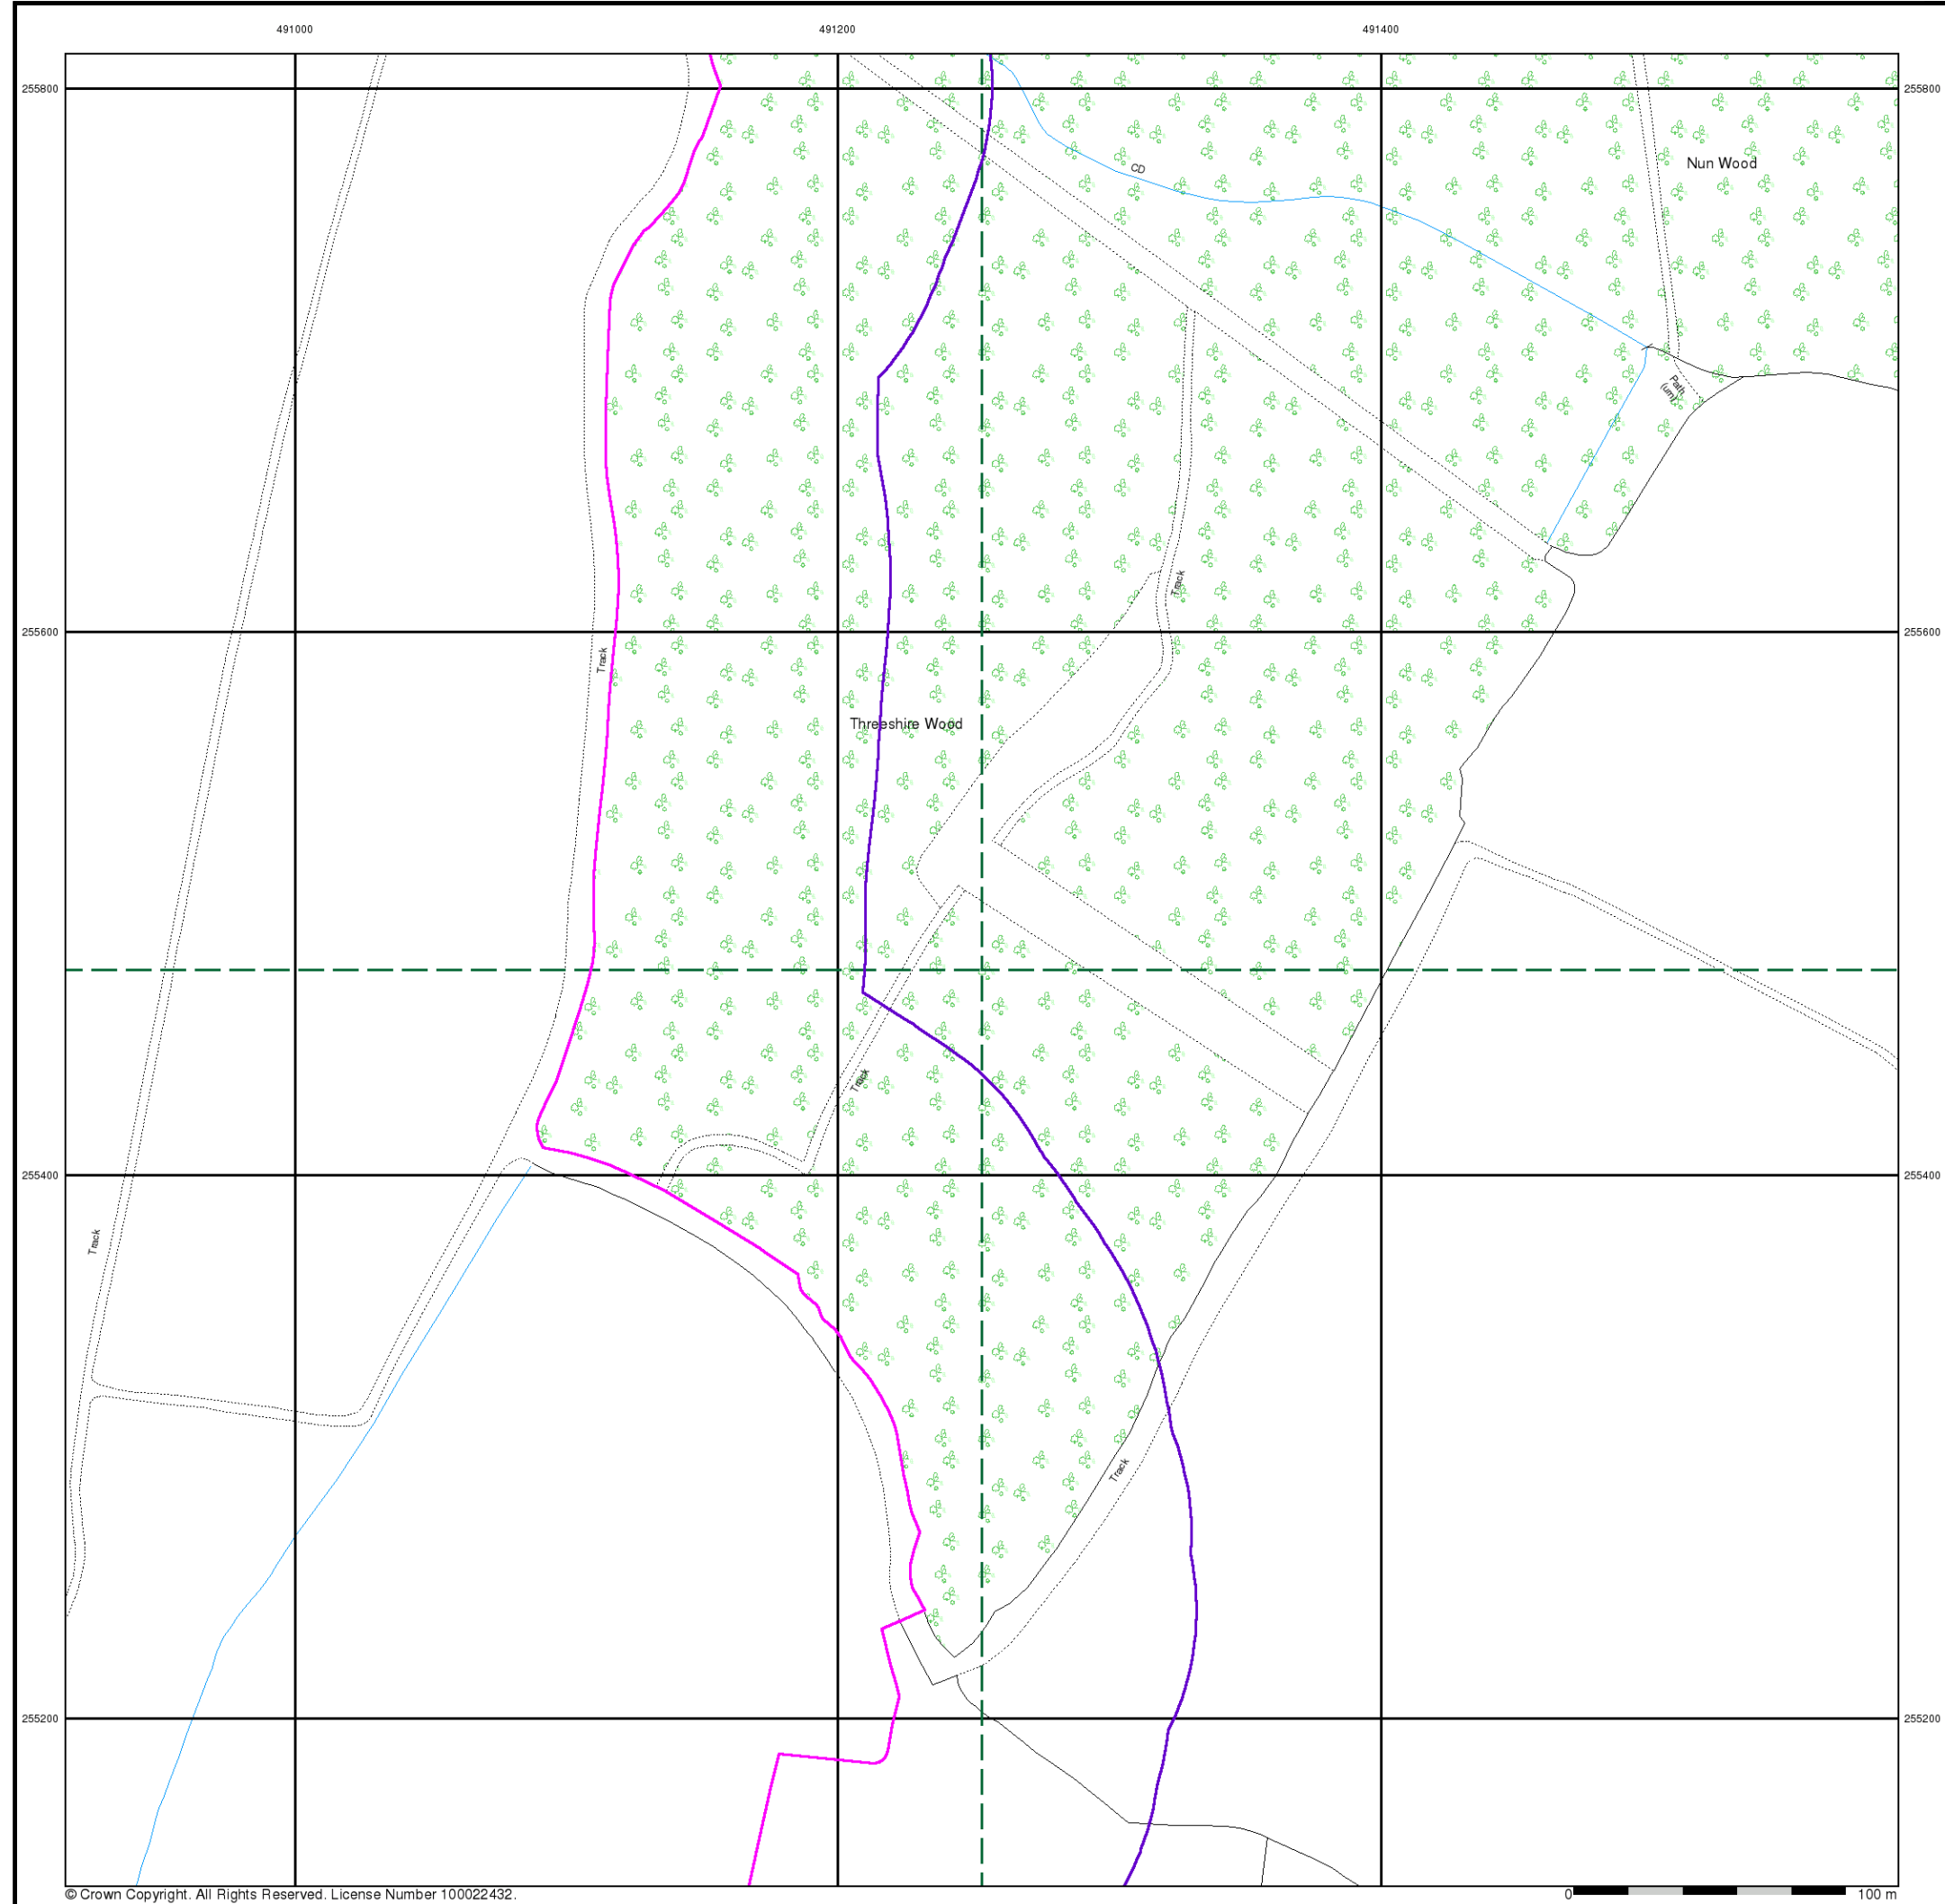 491000 491200 491400
255800 255800
CD
Nun Wood
Path
(um)
Track
255600 255600
Track
Threeshire Wood
Track
255400 255400
Track
Track
255200 255200
© Crown Copyright. All Rights Reserved. License Number 100022432.
0 100 m